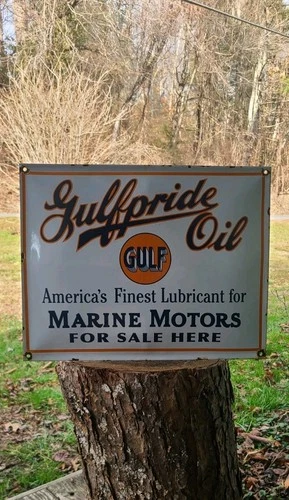 Gulfpride
Oil
GULF
America's Finest Lubricant for
MARINE MOTORS
FOR SALE HERE